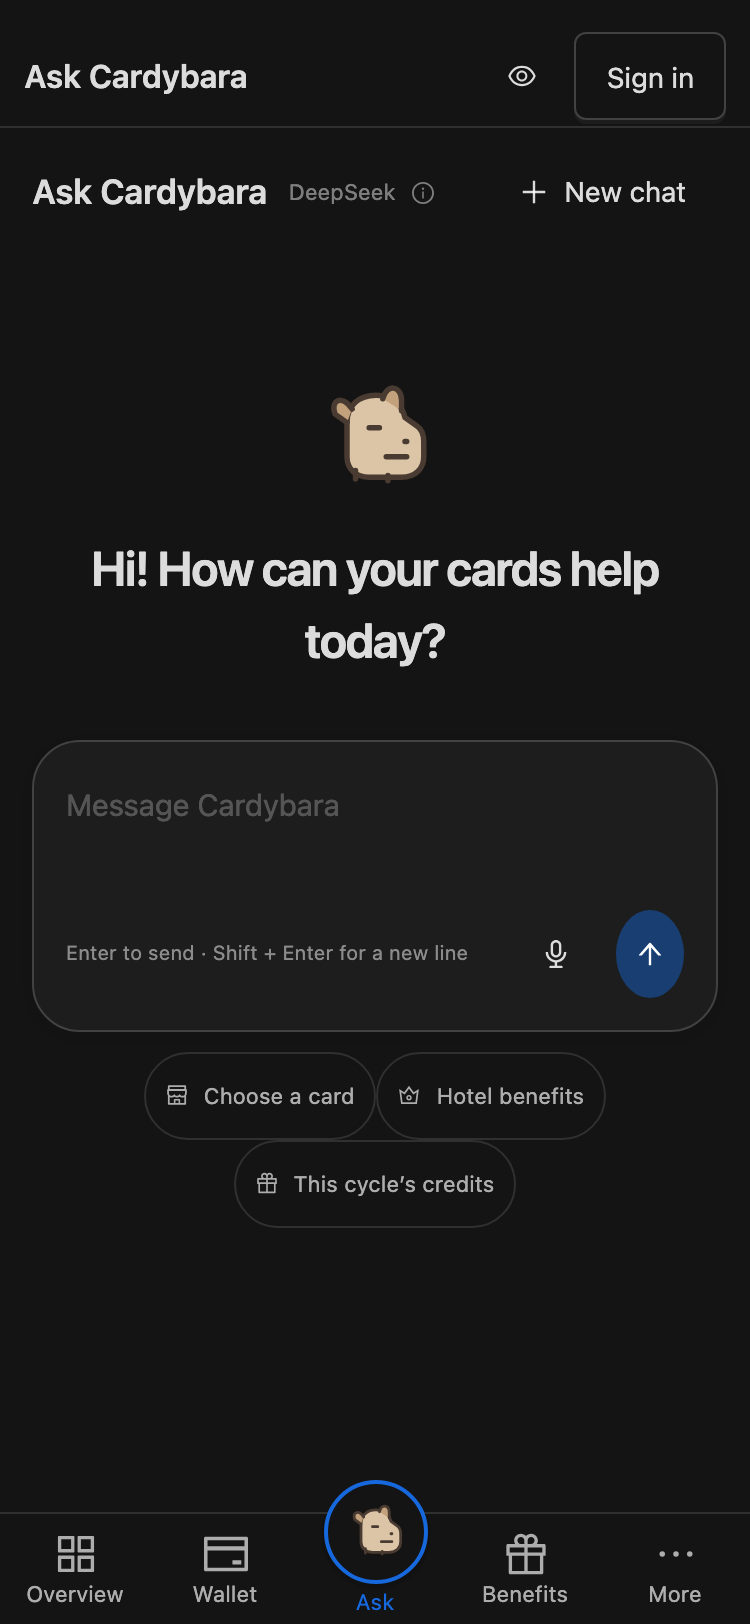 Ask Cardybara
Sign in
Ask Cardybara DeepSeek
New chat
Hi! How can your cards help
today?
Message Cardybara
Enter to send · Shift + Enter for a new line
Choose a card
Hotel benefits
This cycle’s credits
Overview
Wallet
Ask
Benefits
More